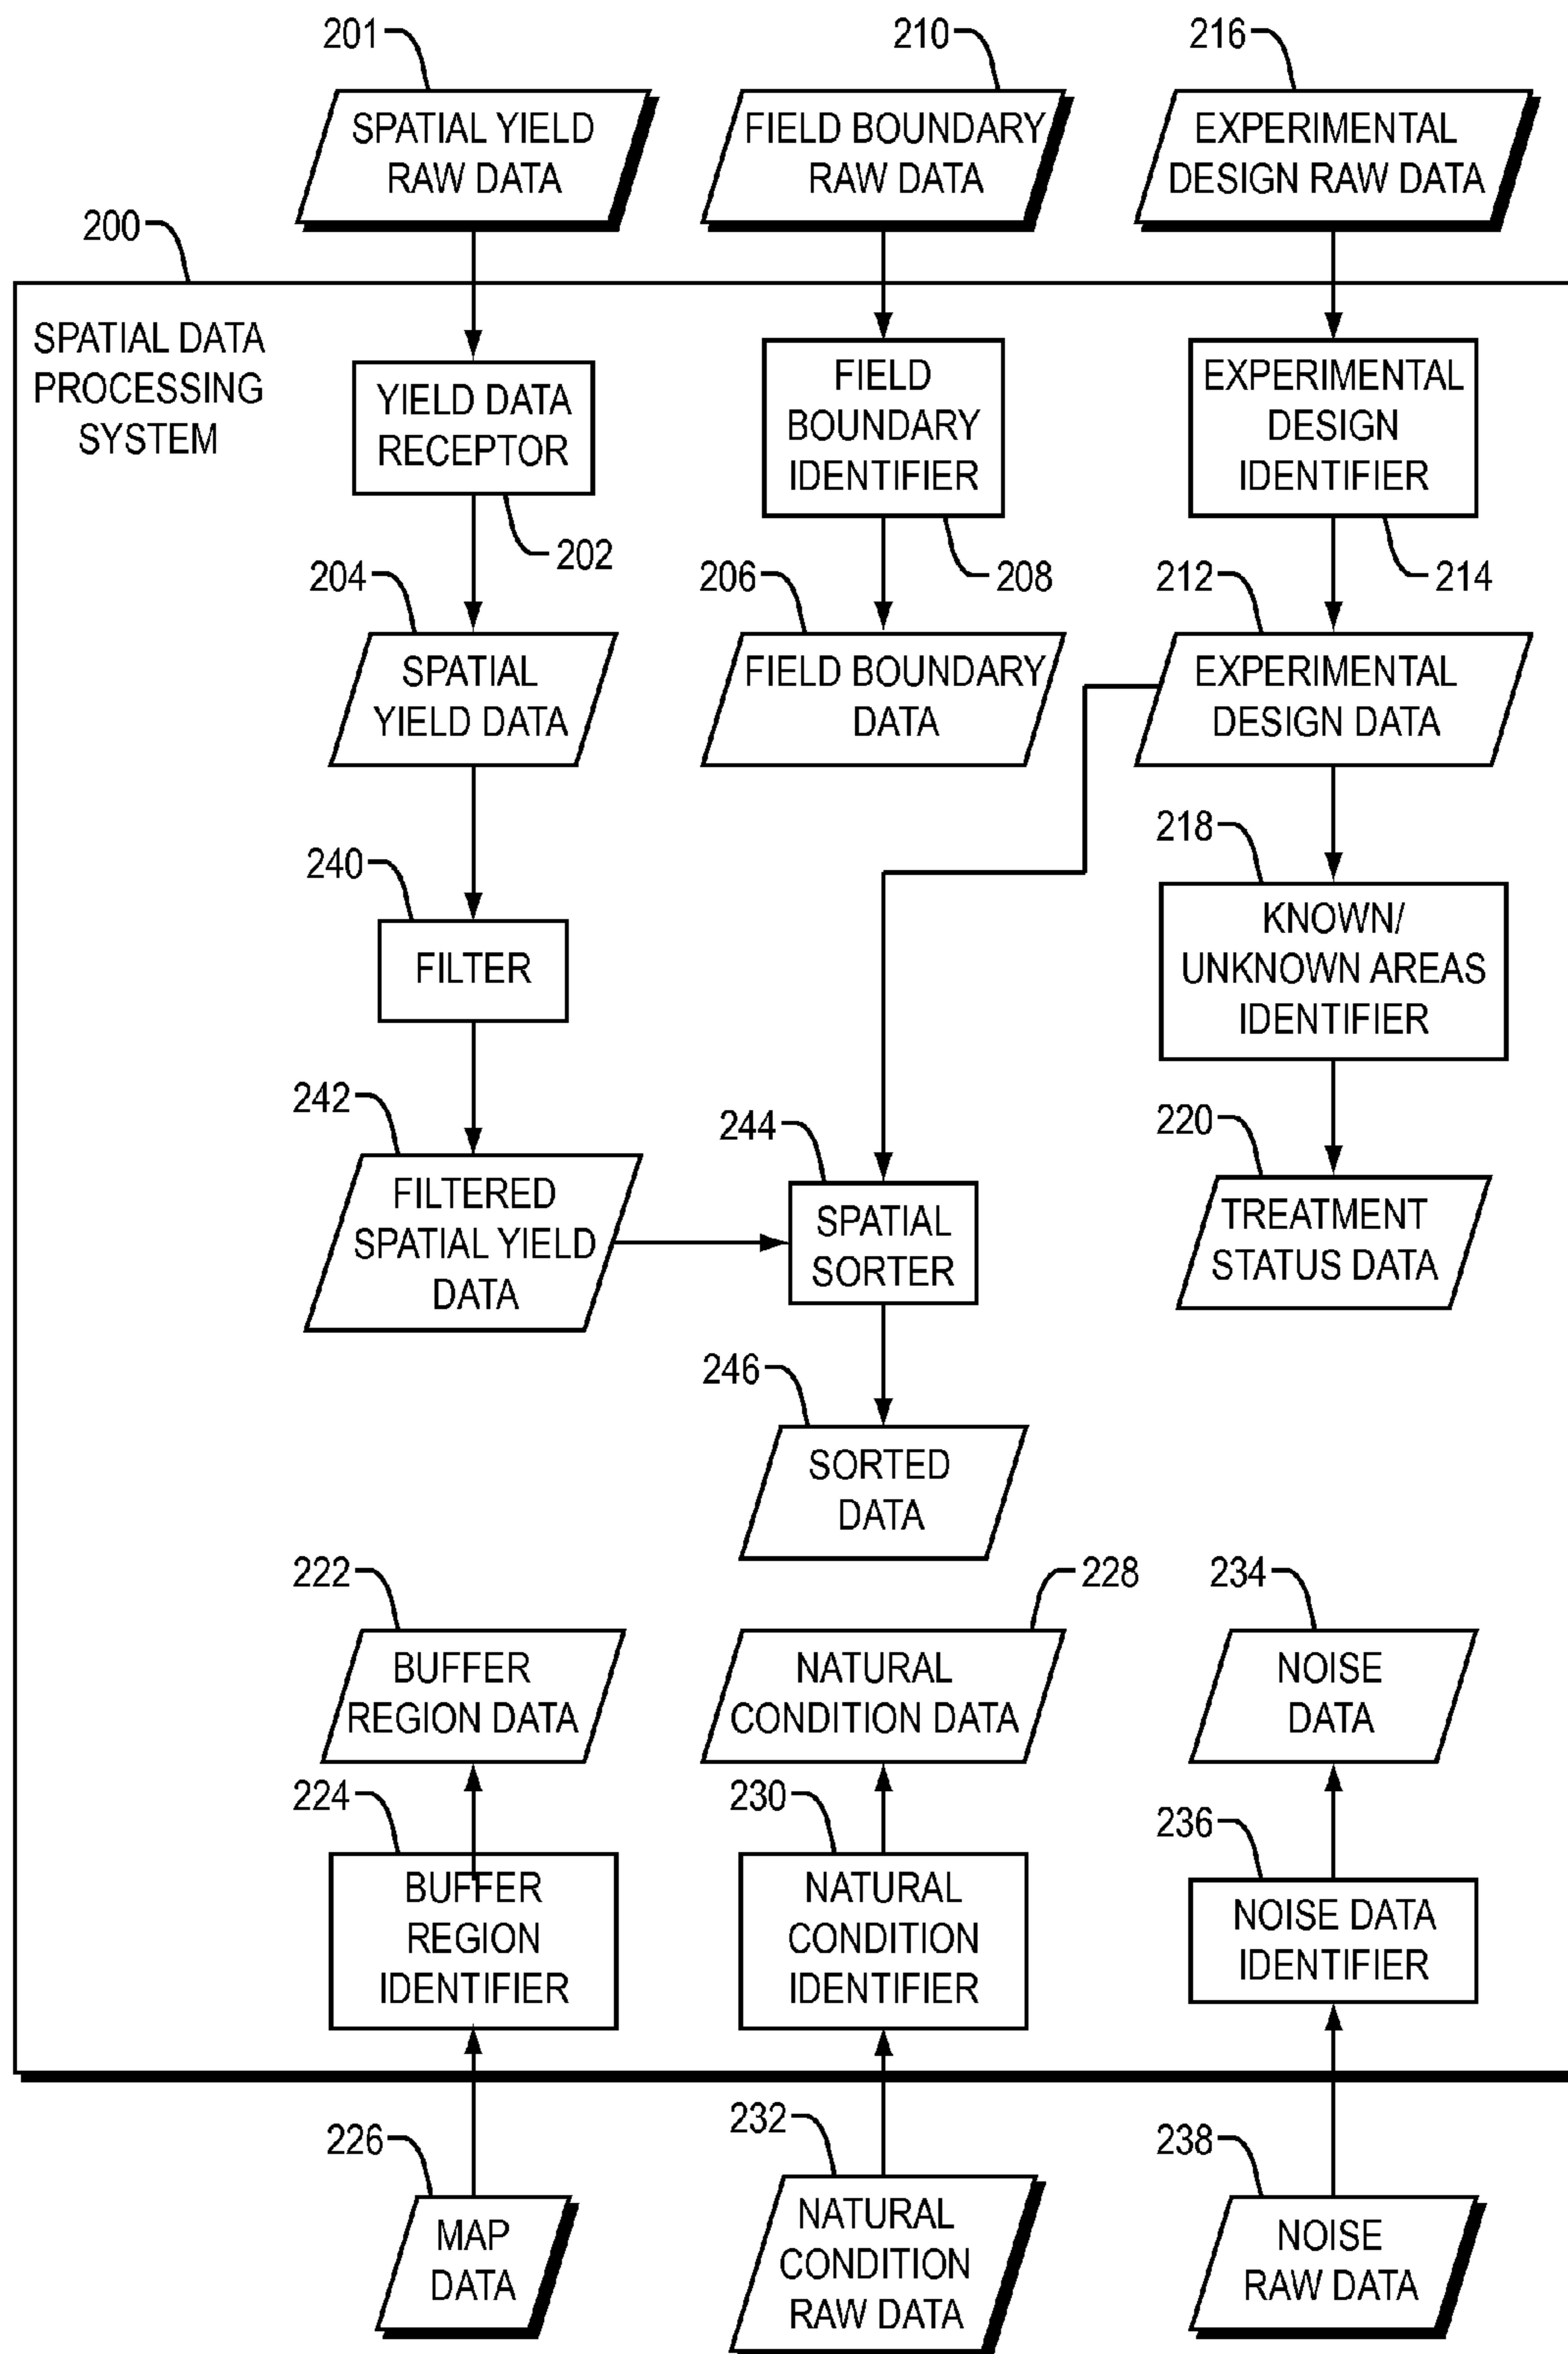 201
210
216
SPATIAL YIELD
RAW DATA
FIELD BOUNDARY
RAW DATA
EXPERIMENTAL
DESIGN RAW DATA
200
SPATIAL DATA
PROCESSING
SYSTEM
YIELD DATA
RECEPTOR
202
FIELD
BOUNDARY
IDENTIFIER
208
EXPERIMENTAL
DESIGN
IDENTIFIER
214
204
SPATIAL
YIELD DATA
206
FIELD BOUNDARY
DATA
212
EXPERIMENTAL
DESIGN DATA
240
FILTER
218
KNOWN/
UNKNOWN AREAS
IDENTIFIER
242
FILTERED
SPATIAL YIELD
DATA
244
SPATIAL
SORTER
220
TREATMENT
STATUS DATA
246
SORTED
DATA
222
BUFFER
REGION DATA
228
NATURAL
CONDITION DATA
234
NOISE
DATA
224
BUFFER
REGION
IDENTIFIER
230
NATURAL
CONDITION
IDENTIFIER
236
NOISE DATA
IDENTIFIER
226
MAP
DATA
232
NATURAL
CONDITION
RAW DATA
238
NOISE
RAW DATA